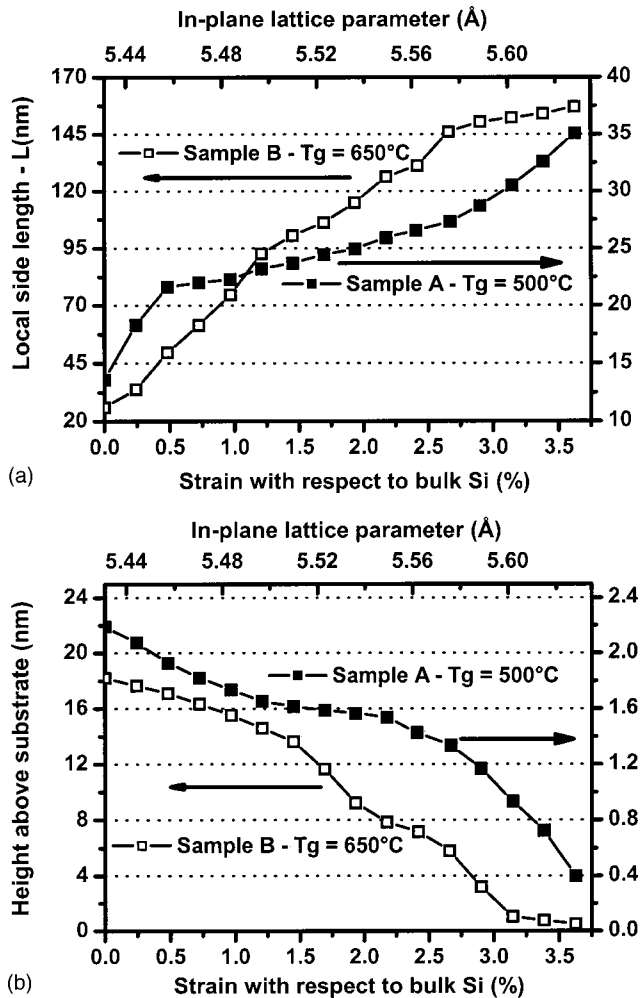 In-plane lattice parameter (Å)
5.44 5.48 5.52 5.56 5.60
170 145 120 95 70 45 20
Local side length - L(nm)
40 35 30 25 20 15 10
Sample B - Tg = 650°C
Sample A - Tg = 500°C
0.0 0.5 1.0 1.5 2.0 2.5 3.0 3.5
Strain with respect to bulk Si (%)
(a)
In-plane lattice parameter (Å)
5.44 5.48 5.52 5.56 5.60
24 20 16 12 8 4 0
Height above substrate (nm)
2.4 2.0 1.6 1.2 0.8 0.4 0.0
Sample A - Tg = 500°C
Sample B - Tg = 650°C
0.0 0.5 1.0 1.5 2.0 2.5 3.0 3.5
Strain with respect to bulk Si (%)
(b)